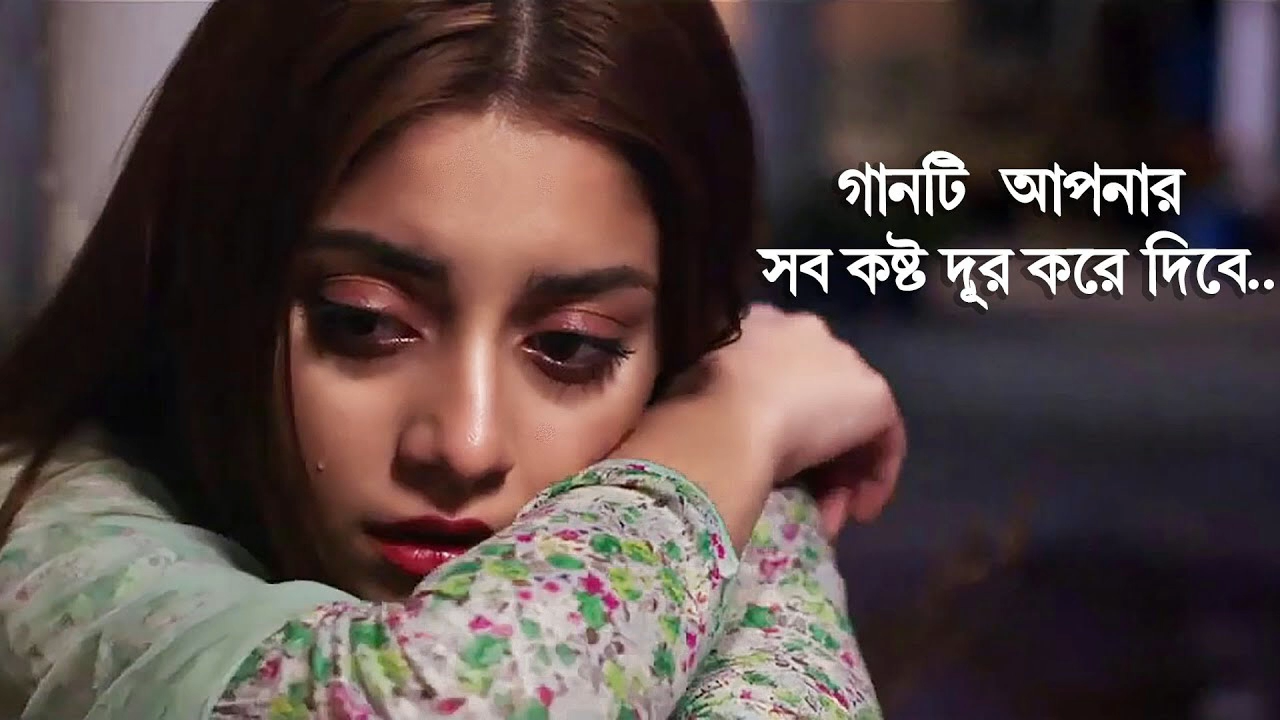 গানটি আপনার
সব কষ্ট দূর করে দিবে..